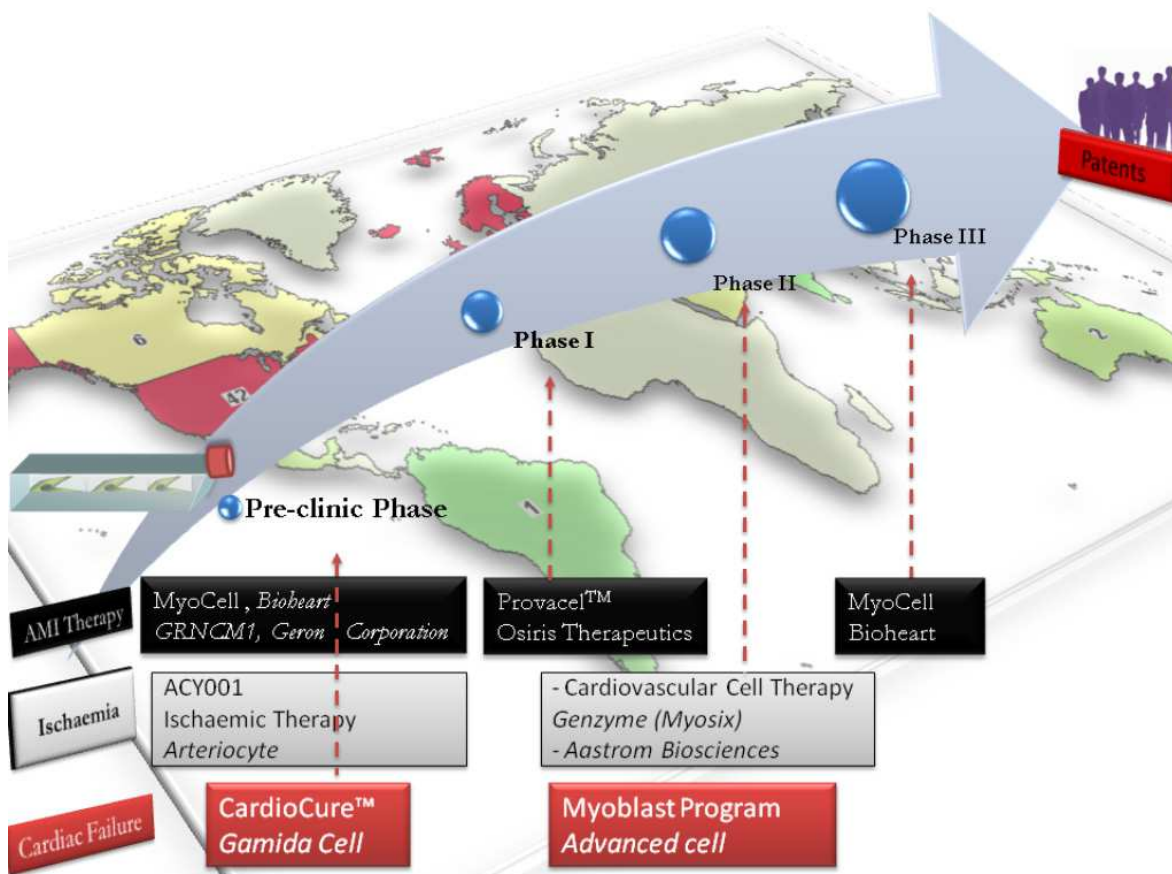 Patents
Phase III
Phase II
Phase I
6
42
2
1
Pre-clinic Phase
AMI Therapy
MyoCell , Bioheart
GRNCM1, Geron Corporation
Provacel™
Osiris Therapeutics
MyoCell
Bioheart
Ischaemia
ACY001
Ischaemic Therapy
Arteriocyte
- Cardiovascular Cell Therapy
Genzyme (Myosix)
- Aastrom Biosciences
Cardiac Failure
CardioCure™
Gamida Cell
Myoblast Program
Advanced cell